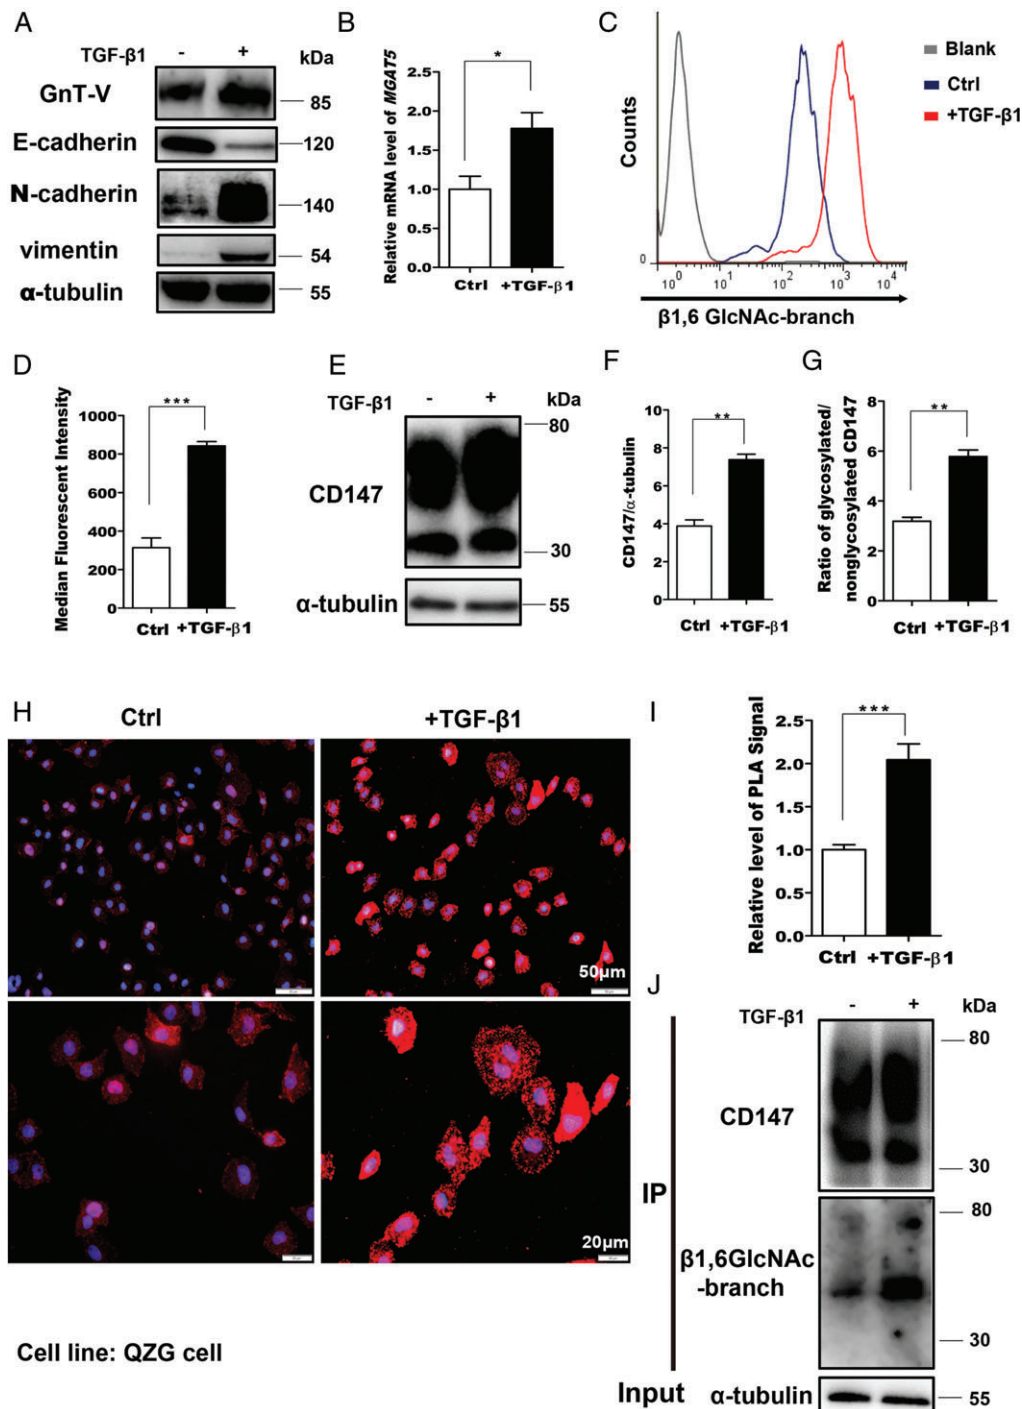 A
TGF-β1 - + kDa
GnT-V 85
E-cadherin 120
N-cadherin 140
vimentin 54
α-tubulin 55
B
*
Relative mRNA level of MGAT5
2.5
2.0
1.5
1.0
0.5
0.0
Ctrl +TGF-β1
C
Counts
0
10^0 10^1 10^2 10^3 10^4
β1,6 GlcNAc-branch
Blank
Ctrl
+TGF-β1
D
***
Median Fluorescent Intensity
1000
800
600
400
200
0
Ctrl +TGF-β1
E
TGF-β1 - + kDa
80
CD147
30
α-tubulin 55
F
**
CD147/α-tubulin
8
6
4
2
0
Ctrl +TGF-β1
G
**
Ratio of glycosylated/
nonglycosylated CD147
8
6
4
2
0
Ctrl +TGF-β1
H
Ctrl +TGF-β1
50μm
20μm
Cell line: QZG cell
I
***
Relative level of PLA Signal
2.5
2.0
1.5
1.0
0.5
0.0
Ctrl +TGF-β1
J
TGF-β1 - + kDa
80
CD147
30
IP
80
β1,6GlcNAc
-branch
30
Input α-tubulin 55